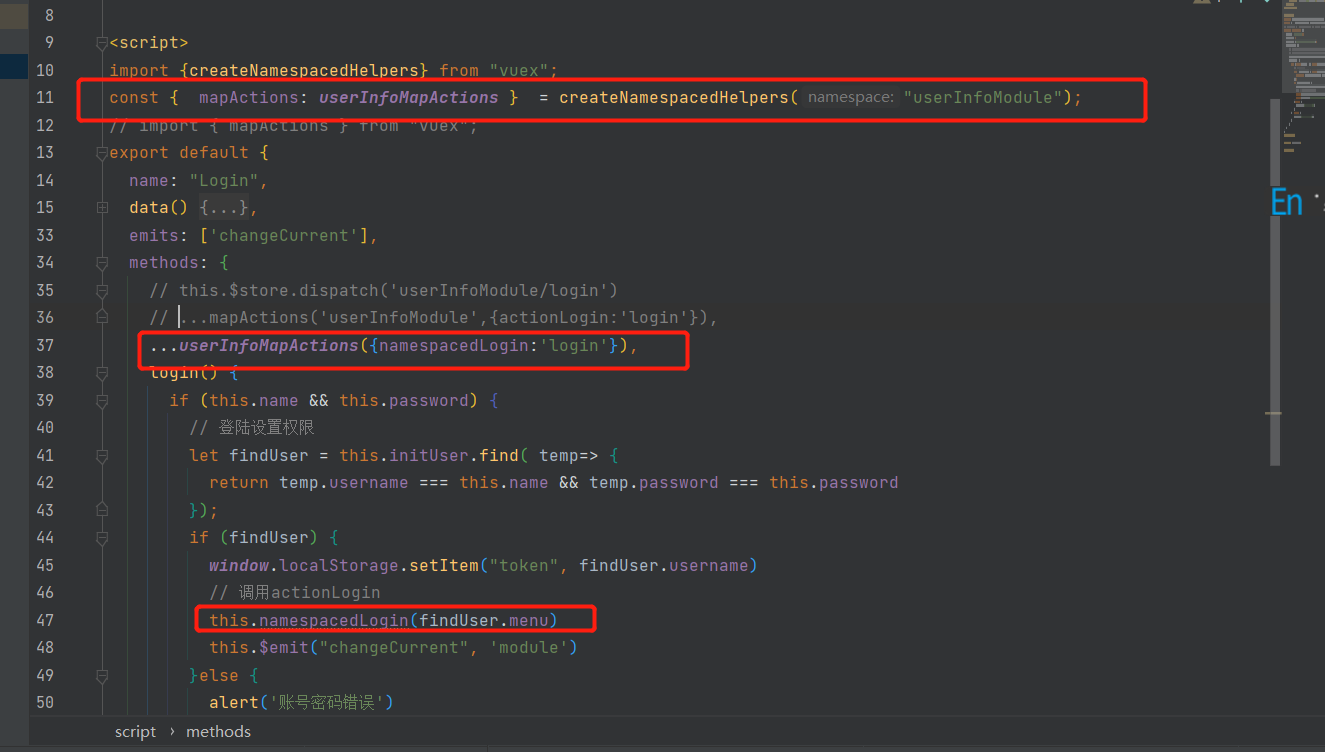 8
9 <script>
10 import {createNamespacedHelpers} from "vuex";
11 const {  mapActions: userInfoMapActions }  = createNamespacedHelpers( namespace: "userInfoModule");
12 // import { mapActions } from "vuex";
13 export default {
14   name: "Login",
15   data() {...},
33   emits: ['changeCurrent'],
34   methods: {
35     // this.$store.dispatch('userInfoModule/login')
36     // ...mapActions('userInfoModule',{actionLogin:'login'}),
37     ...userInfoMapActions({namespacedLogin:'login'}),
38     login() {
39       if (this.name && this.password) {
40         // 登陆设置权限
41         let findUser = this.initUser.find( temp=> {
42           return temp.username === this.name && temp.password === this.password
43         });
44         if (findUser) {
45           window.localStorage.setItem("token", findUser.username)
46           // 调用actionLogin
47           this.namespacedLogin(findUser.menu)
48           this.$emit("changeCurrent", 'module')
49         }else {
50           alert('账号密码错误')
script › methods
En